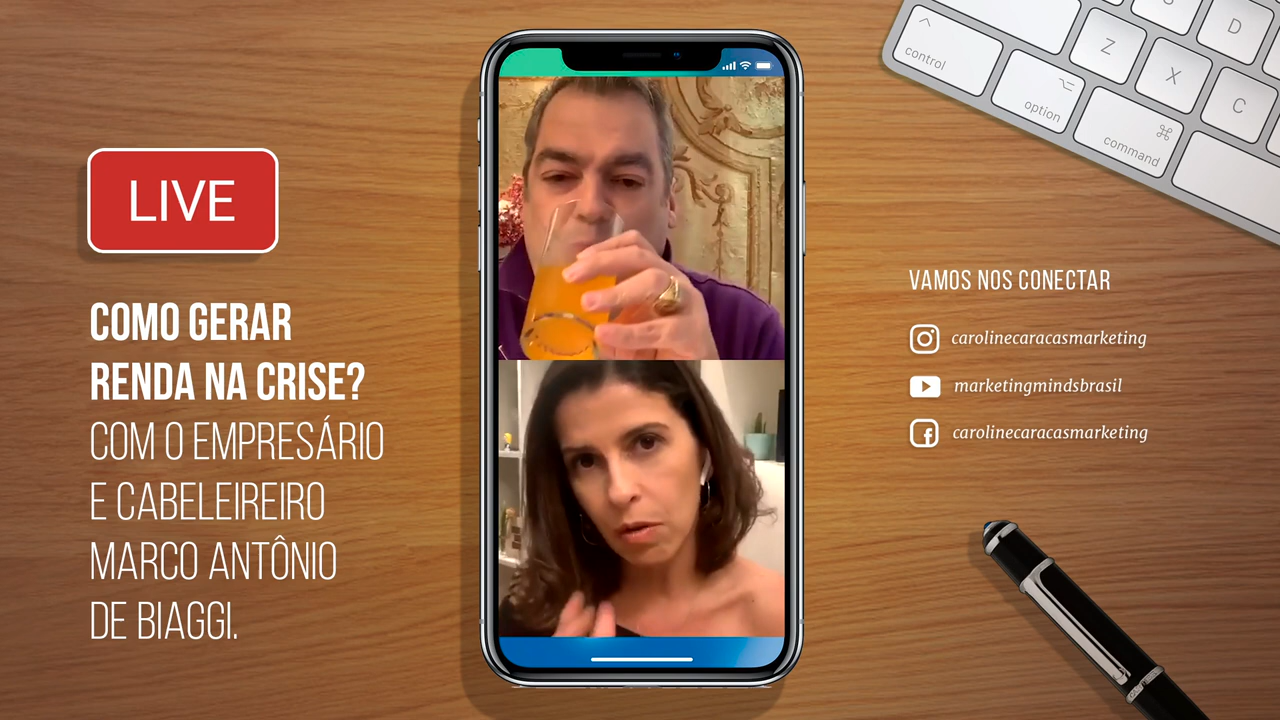 LIVE
COMO GERAR
RENDA NA CRISE?
COM O EMPRESÁRIO
E CABELEIREIRO
MARCO ANTÔNIO
DE BIAGGI.
VAMOS NOS CONECTAR
carolinecaracasmarketing
marketingmindsbrasil
carolinecaracasmarketing
S
D
Z
X
C
control
option
command